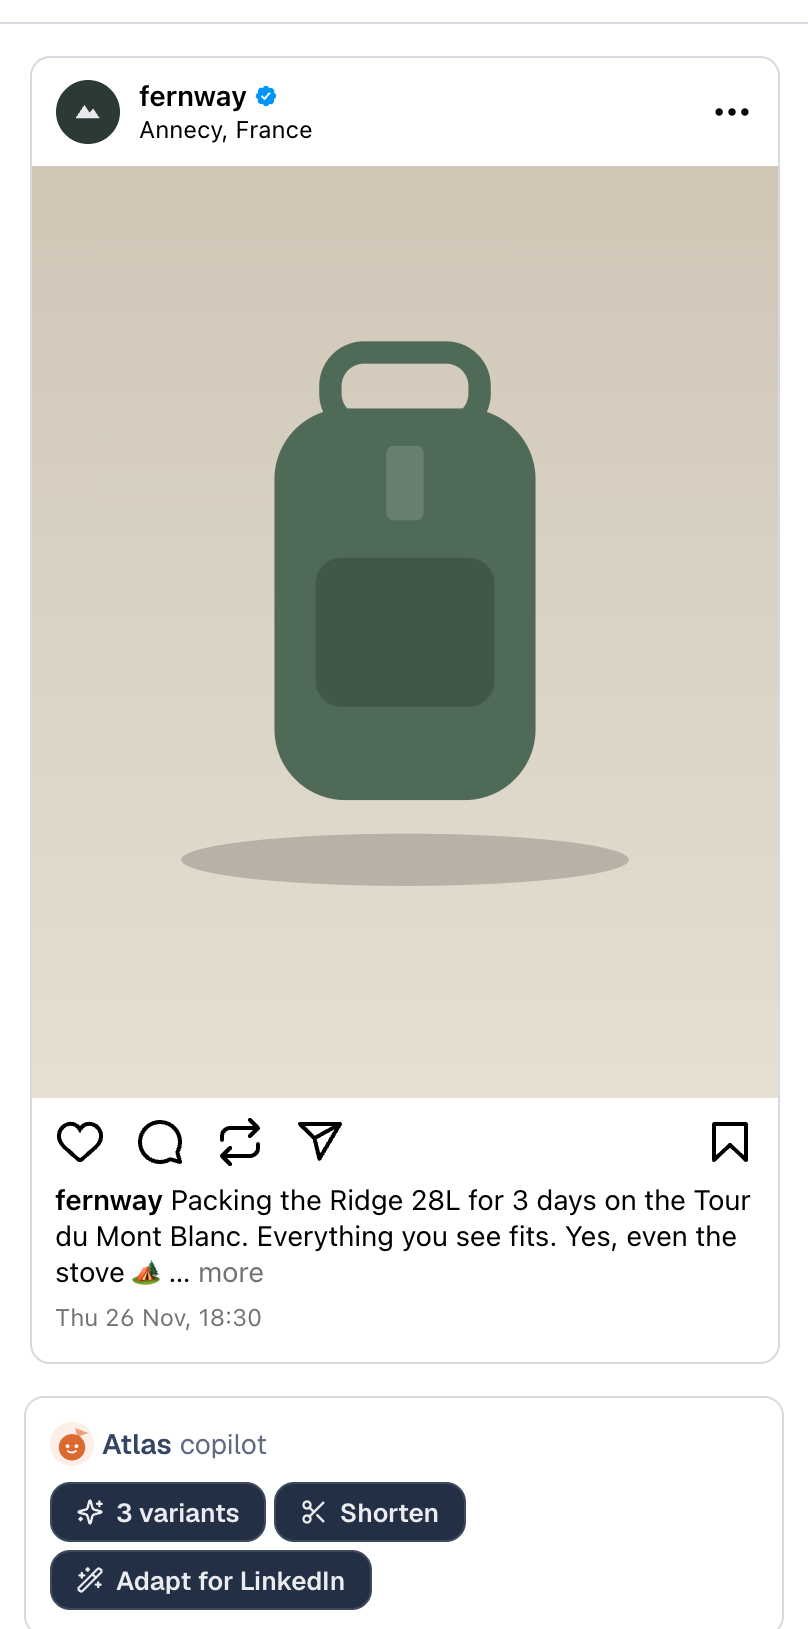 fernway
Annecy, France
fernway Packing the Ridge 28L for 3 days on the Tour
du Mont Blanc. Everything you see fits. Yes, even the
stove 🏕️ ... more
Thu 26 Nov, 18:30
Atlas copilot
3 variants
Shorten
Adapt for LinkedIn